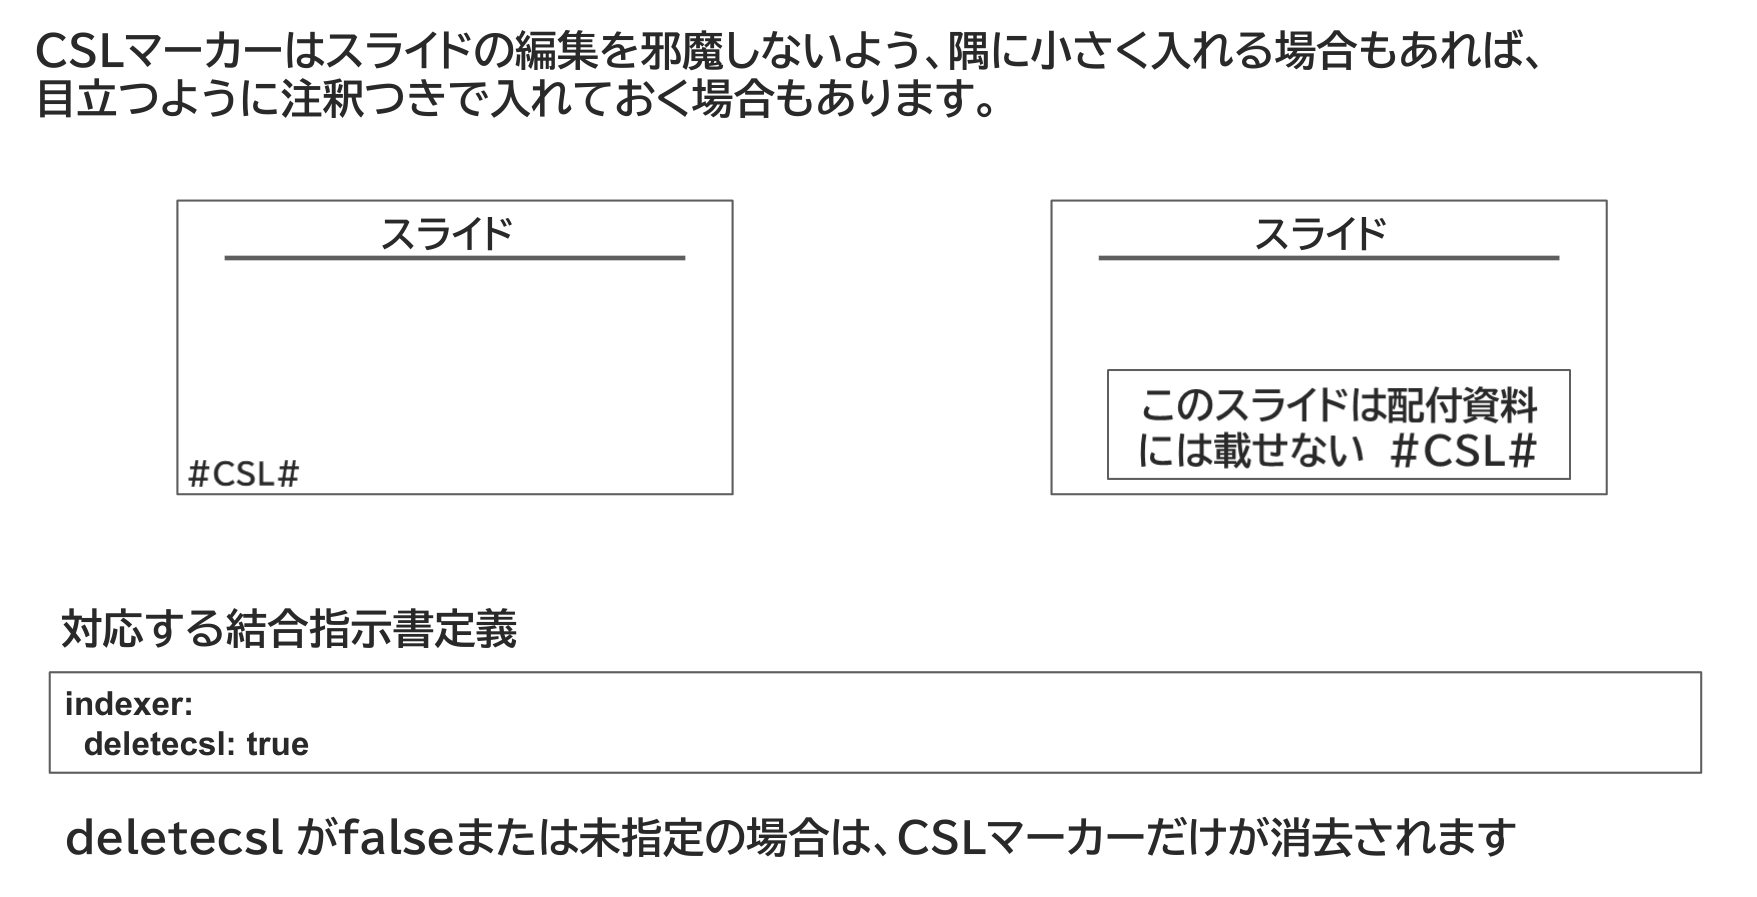 CSLマーカーはスライドの編集を邪魔しないよう、隅に小さく入れる場合もあれば、
目立つように注釈つきで入れておく場合もあります。
スライド
#CSL#
スライド
このスライドは配付資料
には載せない #CSL#
対応する結合指示書定義
indexer:
  deletecsl: true
deletecsl がfalseまたは未指定の場合は、CSLマーカーだけが消去されます